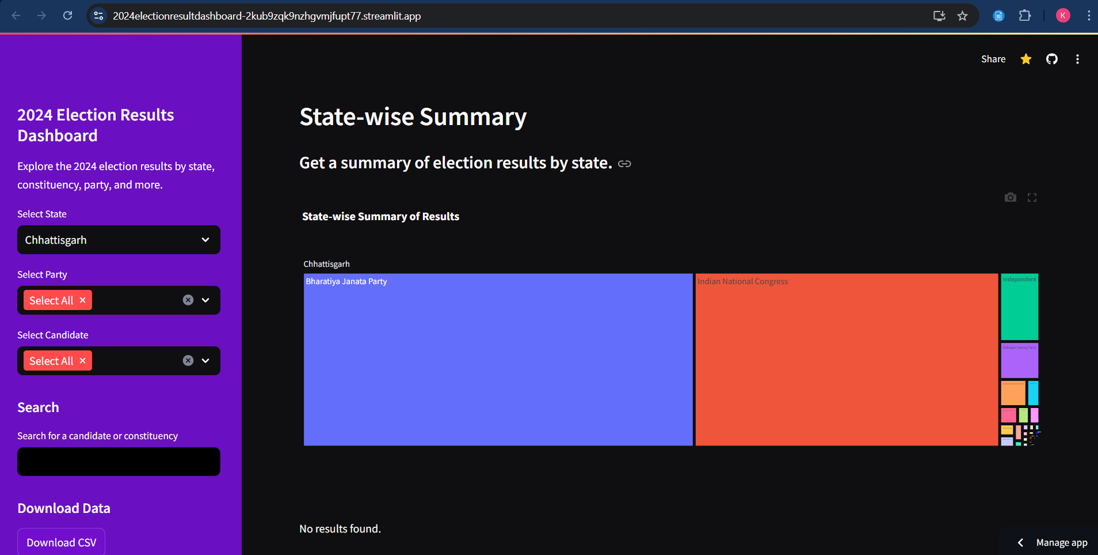 2024electionresultdashboard-2kub9zqk9nzhgvmjfupt77.streamlit.app
K
Share
2024 Election Results
Dashboard
Explore the 2024 election results by state,
constituency, party, and more.
Select State
Chhattisgarh
Select Party
Select All
Select Candidate
Select All
Search
Search for a candidate or constituency
Download Data
Download CSV
State-wise Summary
Get a summary of election results by state.
State-wise Summary of Results
Chhattisgarh
Bharatiya Janata Party
Indian National Congress
Independent
No results found.
Manage app